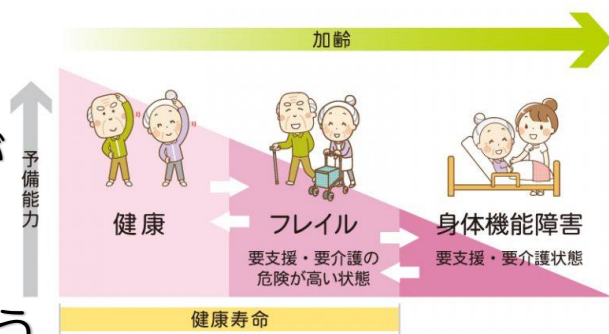 加齢
が
予備能力
健康
フレイル
要支援・要介護の
危険が高い状態
身体機能障害
要支援・要介護状態
健康寿命
う